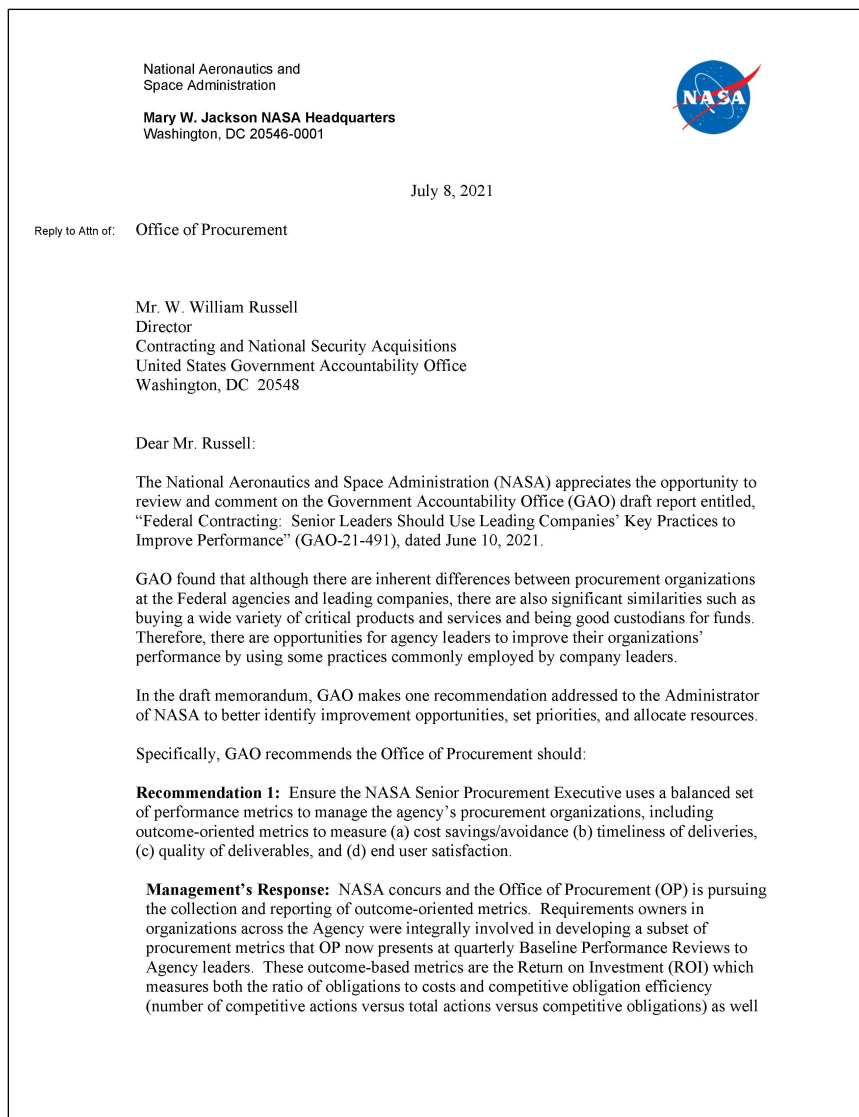 National Aeronautics and
Space Administration
Mary W. Jackson NASA Headquarters
Washington, DC 20546-0001
NASA
July 8, 2021
Reply to Attn of: Office of Procurement
Mr. W. William Russell
Director
Contracting and National Security Acquisitions
United States Government Accountability Office
Washington, DC  20548
Dear Mr. Russell:
The National Aeronautics and Space Administration (NASA) appreciates the opportunity to
review and comment on the Government Accountability Office (GAO) draft report entitled,
“Federal Contracting:  Senior Leaders Should Use Leading Companies’ Key Practices to
Improve Performance” (GAO-21-491), dated June 10, 2021.
GAO found that although there are inherent differences between procurement organizations
at the Federal agencies and leading companies, there are also significant similarities such as
buying a wide variety of critical products and services and being good custodians for funds.
Therefore, there are opportunities for agency leaders to improve their organizations’
performance by using some practices commonly employed by company leaders.
In the draft memorandum, GAO makes one recommendation addressed to the Administrator
of NASA to better identify improvement opportunities, set priorities, and allocate resources.
Specifically, GAO recommends the Office of Procurement should:
Recommendation 1:  Ensure the NASA Senior Procurement Executive uses a balanced set
of performance metrics to manage the agency’s procurement organizations, including
outcome-oriented metrics to measure (a) cost savings/avoidance (b) timeliness of deliveries,
(c) quality of deliverables, and (d) end user satisfaction.
Management’s Response:  NASA concurs and the Office of Procurement (OP) is pursuing
the collection and reporting of outcome-oriented metrics.  Requirements owners in
organizations across the Agency were integrally involved in developing a subset of
procurement metrics that OP now presents at quarterly Baseline Performance Reviews to
Agency leaders.  These outcome-based metrics are the Return on Investment (ROI) which
measures both the ratio of obligations to costs and competitive obligation efficiency
(number of competitive actions versus total actions versus competitive obligations) as well